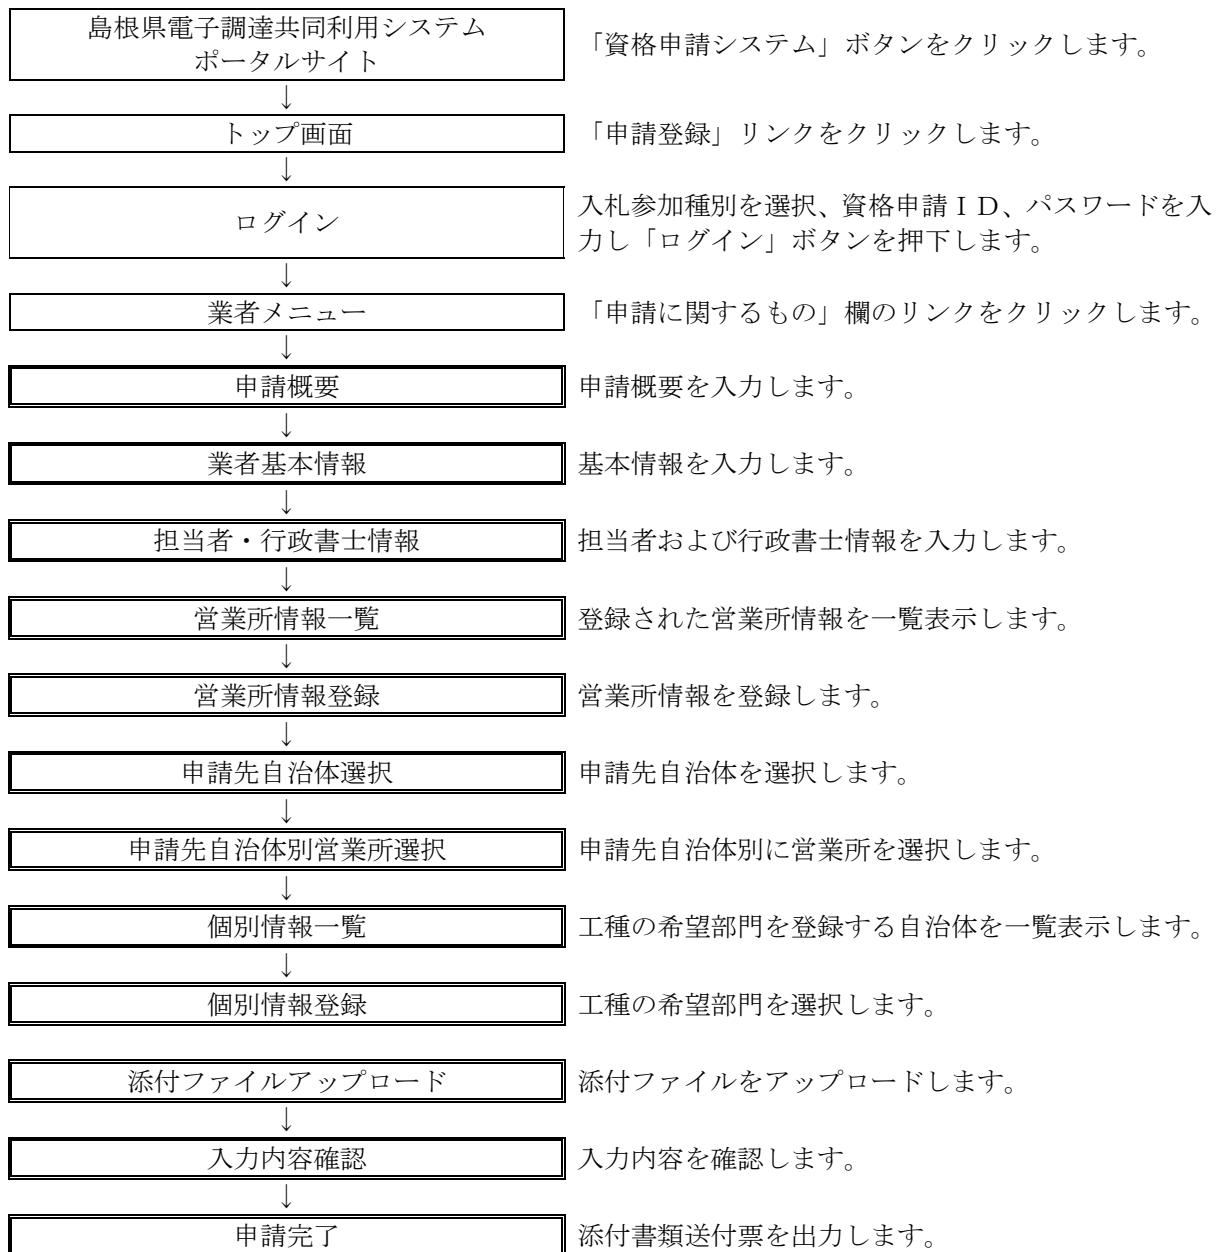 島根県電子調達共同利用システム
ポータルサイト
「資格申請システム」ボタンをクリックします。
↓
トップ画面
「申請登録」リンクをクリックします。
↓
ログイン
入札参加種別を選択、資格申請ＩＤ、パスワードを入
力し「ログイン」ボタンを押下します。
↓
業者メニュー
「申請に関するもの」欄のリンクをクリックします。
↓
申請概要
申請概要を入力します。
↓
業者基本情報
基本情報を入力します。
↓
担当者・行政書士情報
担当者および行政書士情報を入力します。
↓
営業所情報一覧
登録された営業所情報を一覧表示します。
↓
営業所情報登録
営業所情報を登録します。
↓
申請先自治体選択
申請先自治体を選択します。
↓
申請先自治体別営業所選択
申請先自治体別に営業所を選択します。
↓
個別情報一覧
工種の希望部門を登録する自治体を一覧表示します。
↓
個別情報登録
工種の希望部門を選択します。
添付ファイルアップロード
添付ファイルをアップロードします。
↓
入力内容確認
入力内容を確認します。
↓
申請完了
添付書類送付票を出力します。